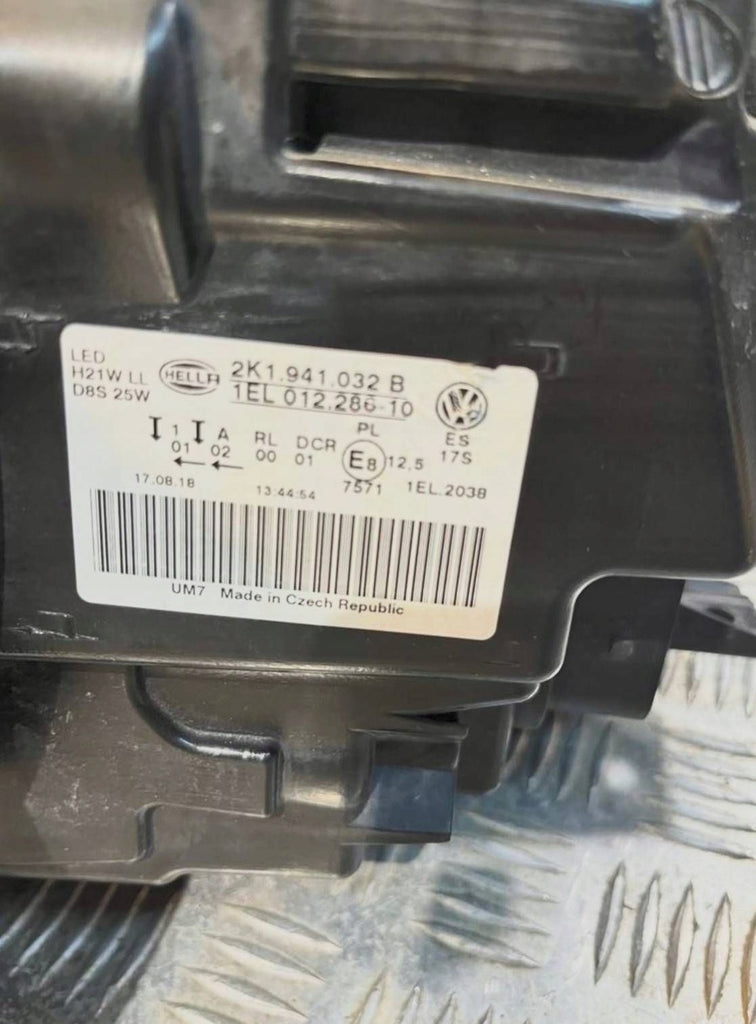 LED
H21W LL
D8S 25W
HELLA
2K1.941.032 B
1EL 012.286-10
1 A RL DCR PL
01 02 00 01 E8 12,5
ES
17S
17.08.18 13:44:54 7571 1EL.2038
UM7 Made in Czech Republic